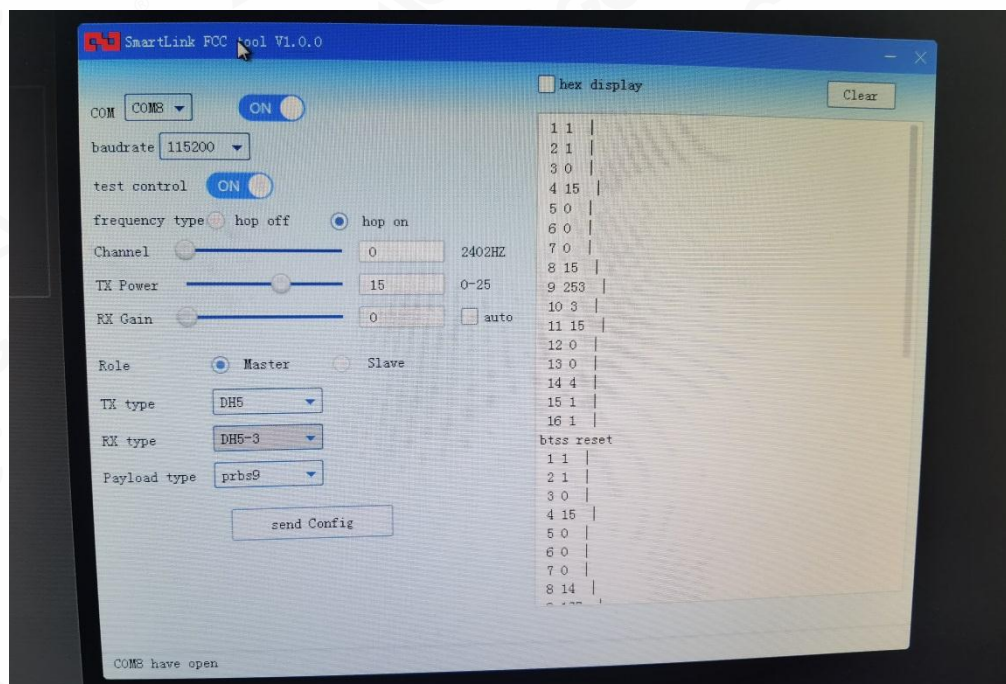 SmartLink FCC tool V1.0.0
COM COM8 ON
baudrate 115200
test control ON
frequency type hop off hop on
Channel 0 2402HZ
TX Power 15 0-25
RX Gain 0 auto
Role Master Slave
TX type DH5
RX type DH5-3
Payload type prbs9
send Config
COM8 have open
hex display
Clear
1 1 |
2 1 |
3 0 |
4 15 |
5 0 |
6 0 |
7 0 |
8 15 |
9 253 |
10 3 |
11 15 |
12 0 |
13 0 |
14 4 |
15 1 |
16 1 |
btss reset
1 1 |
2 1 |
3 0 |
4 15 |
5 0 |
6 0 |
7 0 |
8 14 |